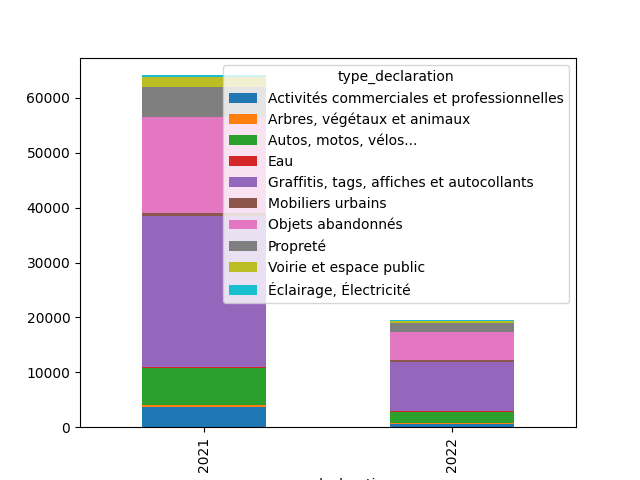 60000
50000
40000
30000
20000
10000
0
type_declaration
Activités commerciales et professionnelles
Arbres, végétaux et animaux
Autos, motos, vélos...
Eau
Graffitis, tags, affiches et autocollants
Mobiliers urbains
Objets abandonnés
Propreté
Voirie et espace public
Éclairage, Électricité
2021
2022